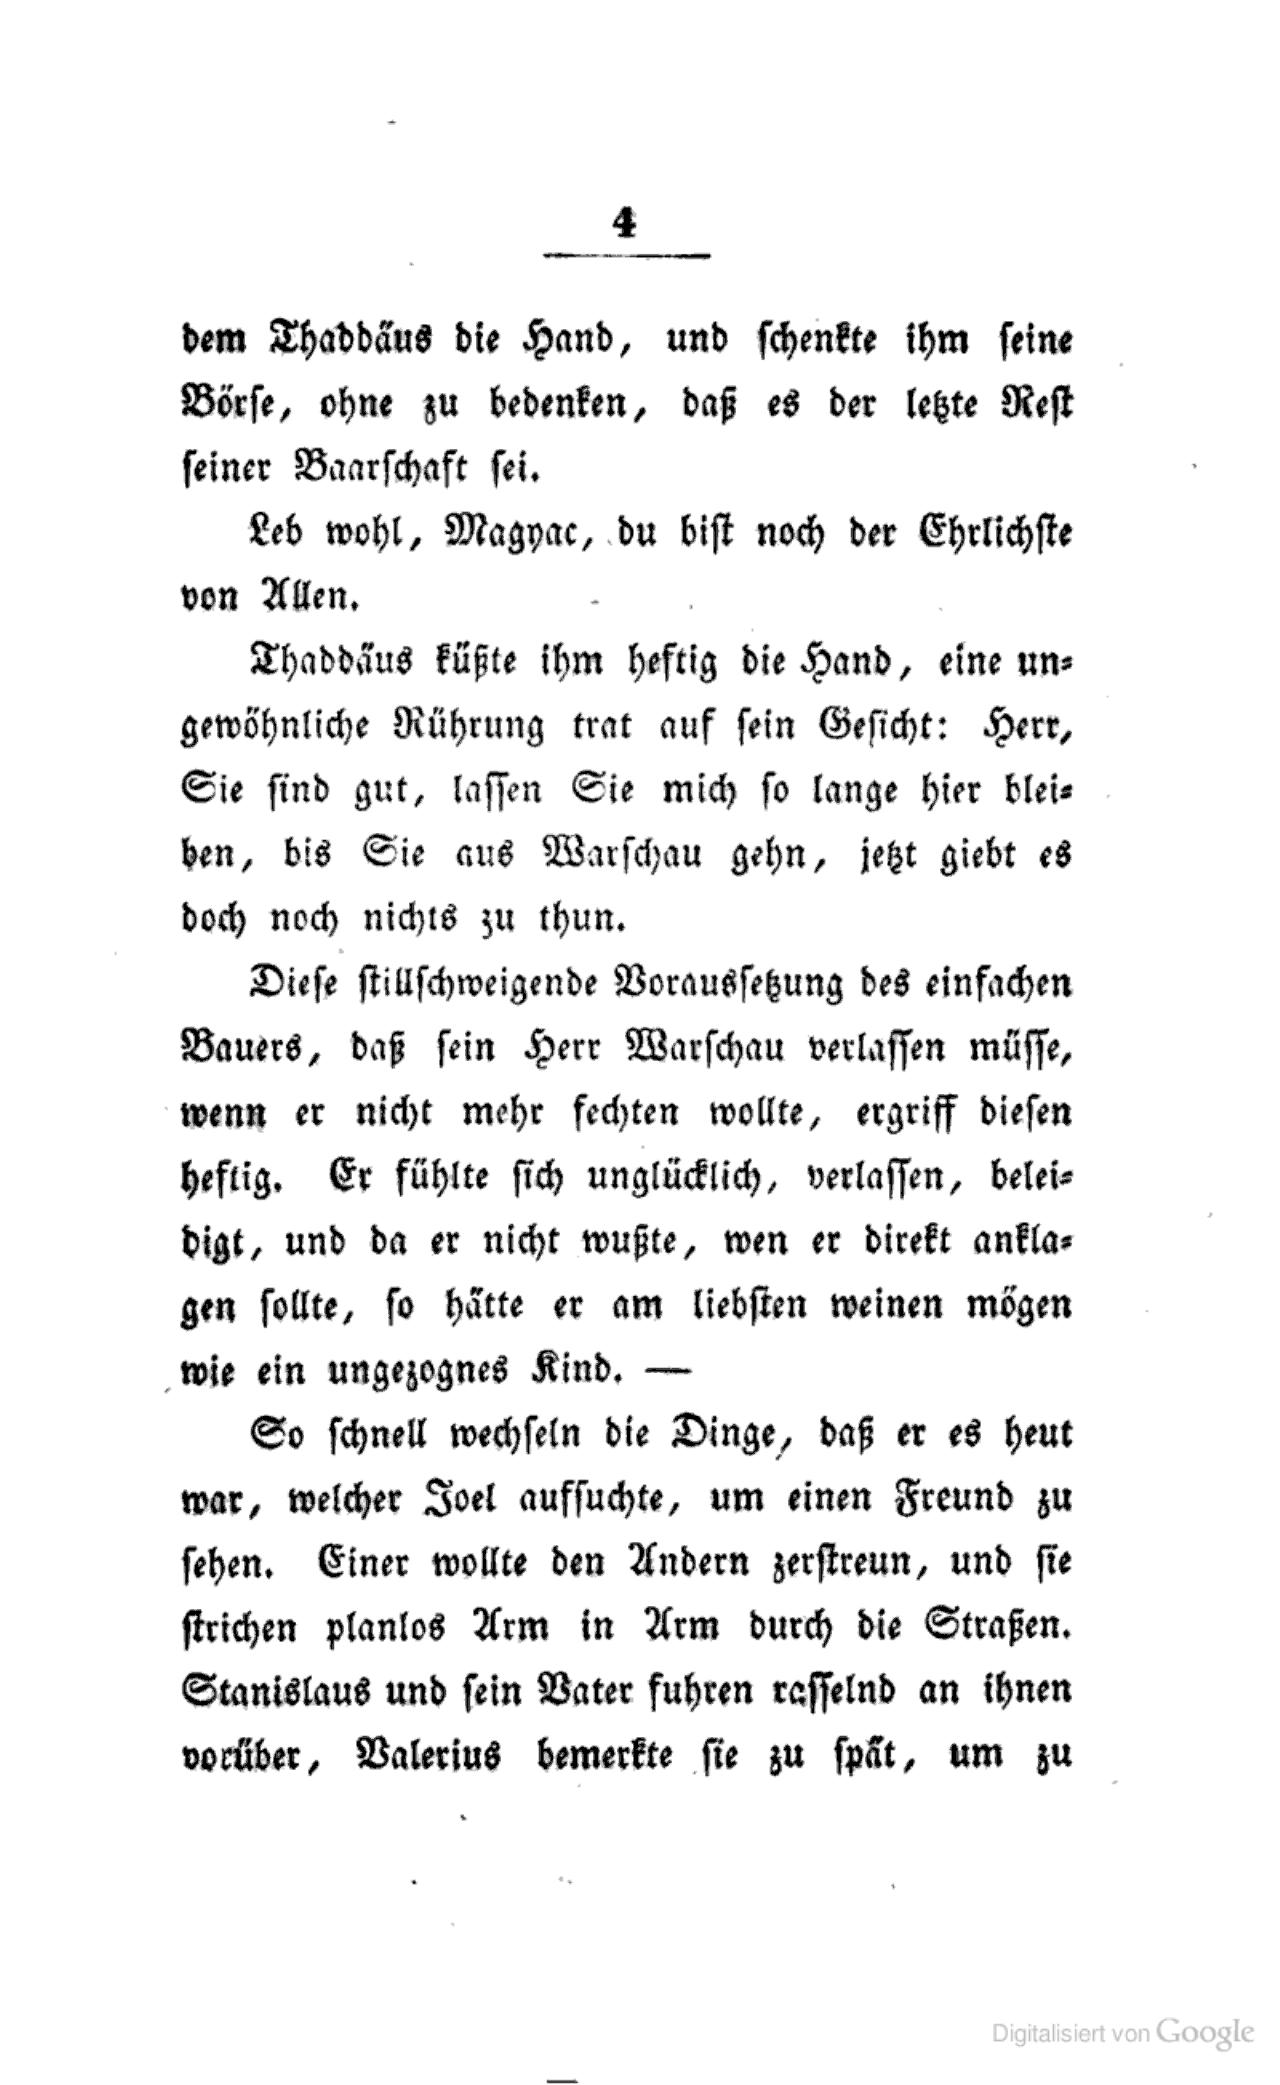 4
dem Thaddäus die Hand, und schenkte ihm seine
Börse, ohne zu bedenken, daß es der letzte Rest
seiner Baarschaft sei.
Leb wohl, Magyac, du bist noch der Ehrlichste
von Allen.
Thaddäus küßte ihm heftig die Hand, eine un-
gewöhnliche Rührung trat auf sein Gesicht: Herr,
Sie sind gut, lassen Sie mich so lange hier blei-
ben, bis Sie aus Warschau gehn, jetzt giebt es
doch noch nichts zu thun.
Diese stillschweigende Voraussetzung des einfachen
Bauers, daß sein Herr Warschau verlassen müsse,
wenn er nicht mehr fechten wollte, ergriff diesen
heftig. Er fühlte sich unglücklich, verlassen, belei-
digt, und da er nicht wußte, wen er direkt ankla-
gen sollte, so hätte er am liebsten weinen mögen
wie ein ungezognes Kind. —
So schnell wechseln die Dinge, daß er es heut
war, welcher Joel aufsuchte, um einen Freund zu
sehen. Einer wollte den Andern zerstreun, und sie
strichen planlos Arm in Arm durch die Straßen.
Stanislaus und sein Vater fuhren rasselnd an ihnen
vorüber, Valerius bemerkte sie zu spät, um zu
Digitalisiert von Google